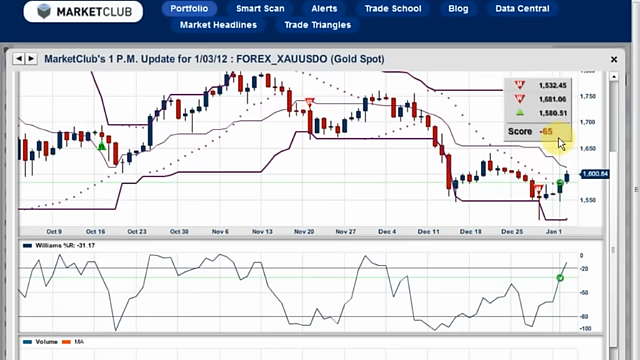 MARKETCLUB
Portfolio Smart Scan Alerts Trade School Blog Data Central
Market Headlines Trade Triangles
MarketClub's 1 P.M. Update for 1/03/12 : FOREX_XAUUSDO (Gold Spot)
1,532.45
1,681.06
1,580.51
Score -65
1,750
1,700
1,650
1,600.84
1,550
Oct 9 Oct 16 Oct 23 Oct 30 Nov 6 Nov 13 Nov 20 Nov 27 Dec 4 Dec 11 Dec 18 Dec 25 Jan 1
Williams %R: -31.17
0
-20
-50
-80
-100
Volume MA